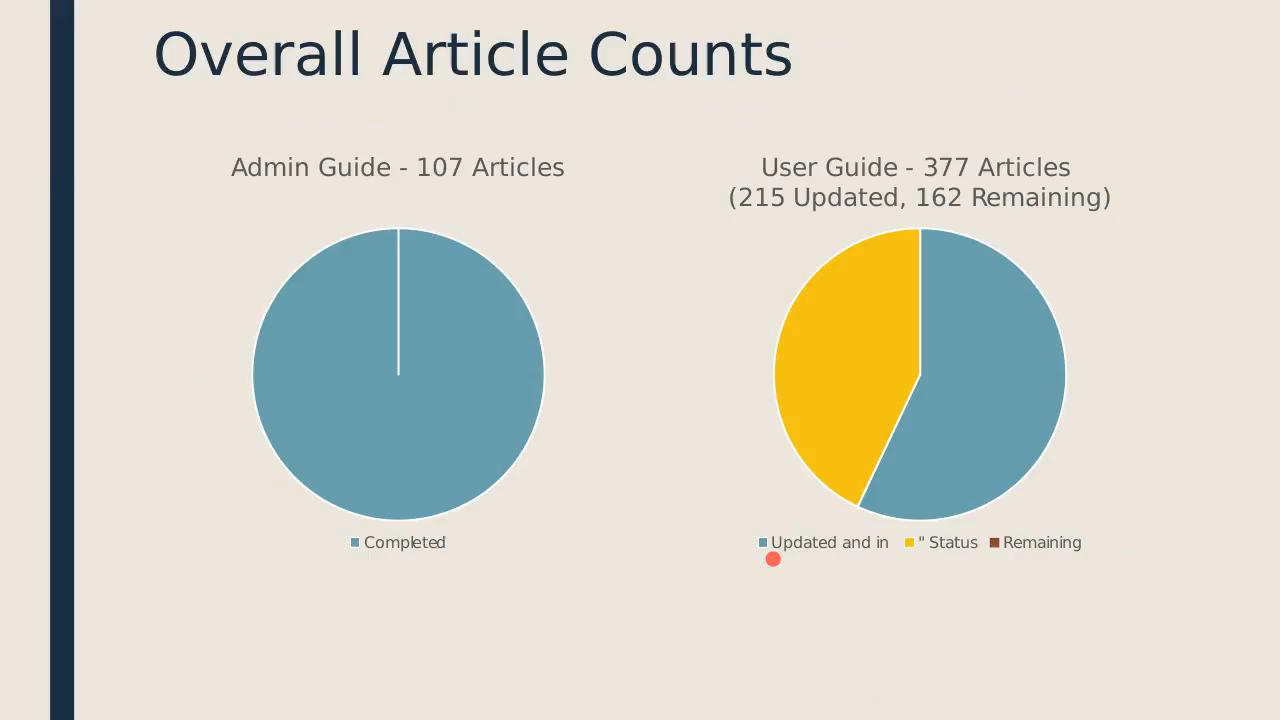 Overall Article Counts
Admin Guide - 107 Articles
Completed
User Guide - 377 Articles
(215 Updated, 162 Remaining)
Updated and in " Status Remaining